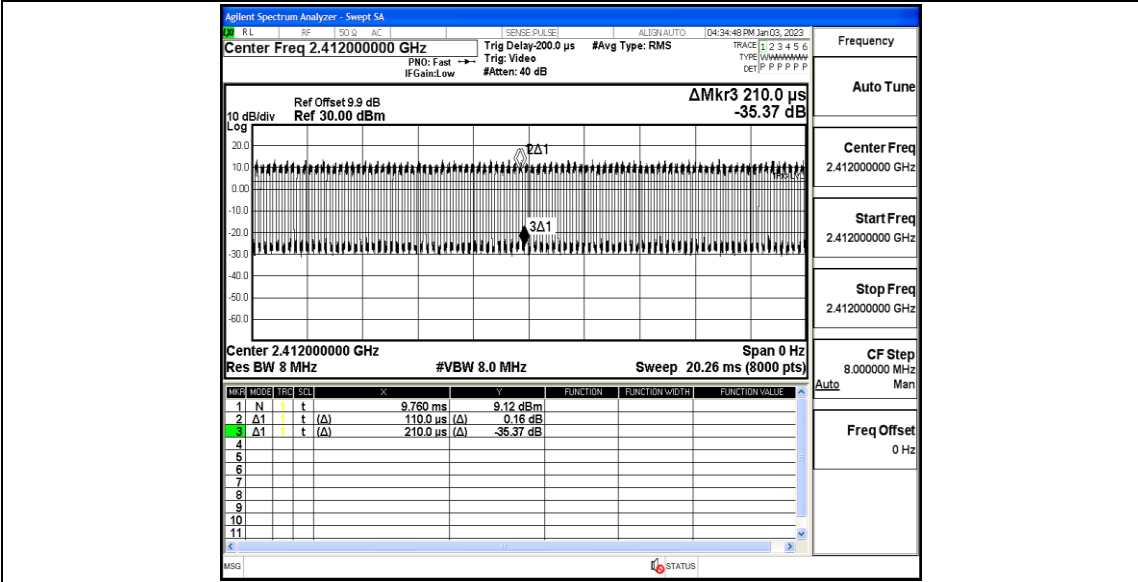 Agilent Spectrum Analyzer - Swept SA
RL RF 50 Ω AC SENSE:PULSE ALIGN AUTO 04:34:48 PM Jan 03, 2023
Center Freq 2.412000000 GHz
PNO: Fast
IFGain:Low
Trig Delay-200.0 µs
Trig: Video
#Atten: 40 dB
#Avg Type: RMS
TRACE 1 2 3 4 5 6
TYPE WWWWWW
DET P P P P P P
Ref Offset 9.9 dB
10 dB/div Ref 30.00 dBm
Log
ΔMkr3 210.0 µs
-35.37 dB
20.0
10.0
0.00
-10.0
-20.0
-30.0
-40.0
-50.0
-60.0
2Δ1
3Δ1
TRIG LVL
Center 2.412000000 GHz Span 0 Hz
Res BW 8 MHz #VBW 8.0 MHz Sweep 20.26 ms (8000 pts)
MKR MODE TRC SCL X Y FUNCTION FUNCTION WIDTH FUNCTION VALUE
1 N t 9.760 ms 9.12 dBm
2 Δ1 t (Δ) 110.0 µs (Δ) 0.16 dB
3 Δ1 t (Δ) 210.0 µs (Δ) -35.37 dB
4
5
6
7
8
9
10
11
MSG STATUS
Frequency
Auto Tune
Center Freq
2.412000000 GHz
Start Freq
2.412000000 GHz
Stop Freq
2.412000000 GHz
CF Step
8.000000 MHz
Auto Man
Freq Offset
0 Hz